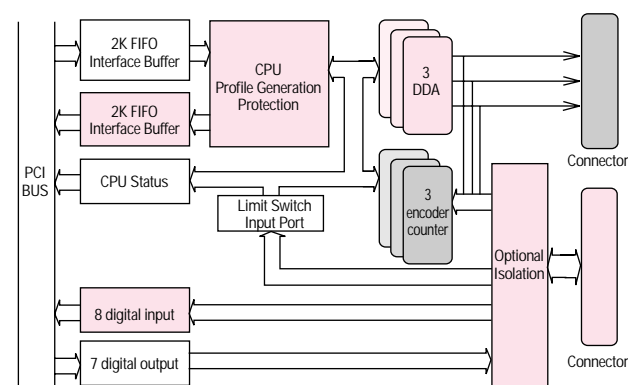 2K FIFO
Interface Buffer
CPU
Profile Generation
Protection
3
DDA
2K FIFO
Interface Buffer
Connector
PCI
BUS
CPU Status
Limit Switch
Input Port
3
encoder
counter
Optional
Isolation
8 digital input
7 digital output
Connector